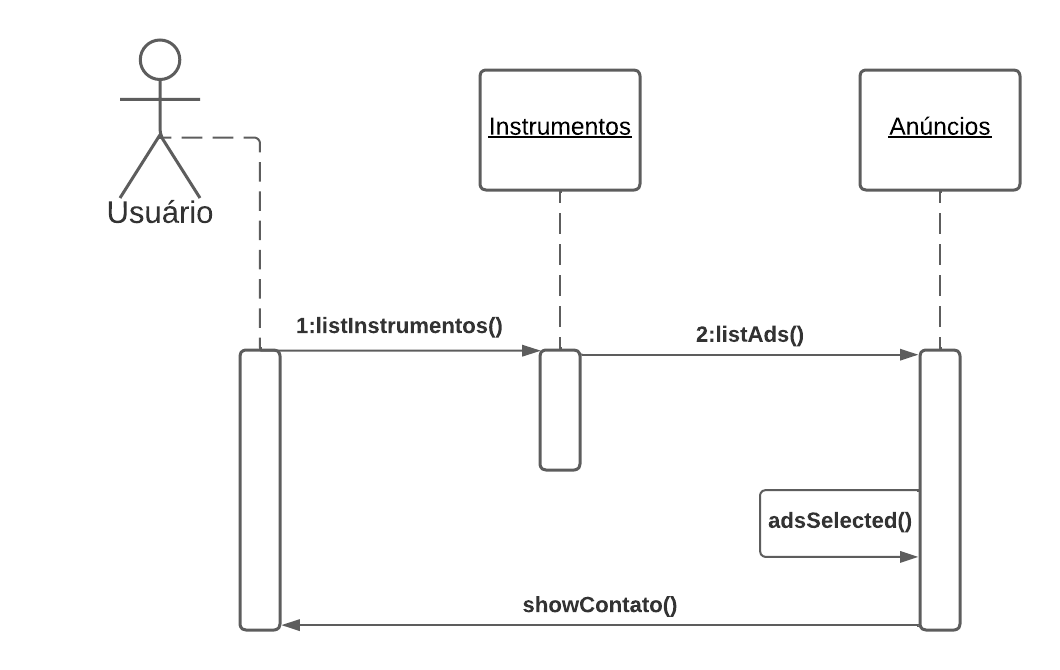 Instrumentos
Anúncios
Usuário
1:listInstrumentos()
2:listAds()
adsSelected()
showContato()